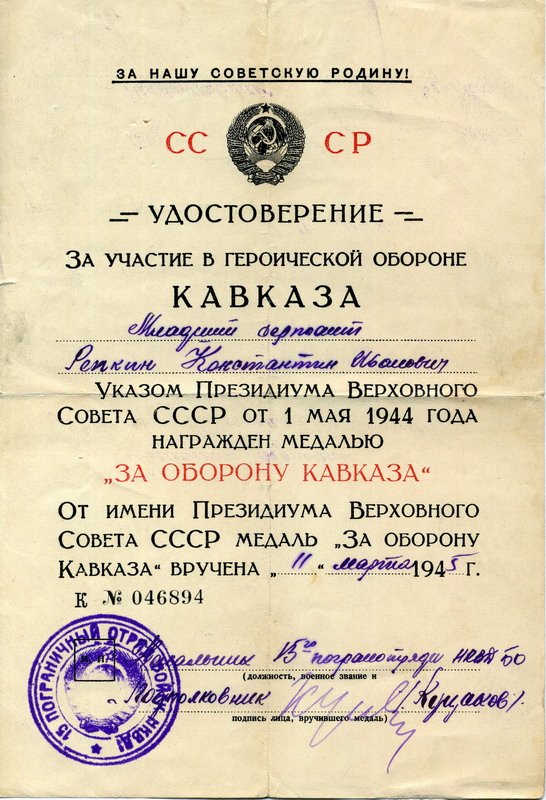 ЗА НАШУ СОВЕТСКУЮ РОДИНУ!
СС СР
УДОСТОВЕРЕНИЕ
ЗА УЧАСТИЕ В ГЕРОИЧЕСКОЙ ОБОРОНЕ
КАВКАЗА
Младший сержант
Репкин Константин Иванович
УКАЗОМ ПРЕЗИДИУМА ВЕРХОВНОГО
СОВЕТА СССР ОТ 1 МАЯ 1944 ГОДА
НАГРАЖДЕН МЕДАЛЬЮ
„ЗА ОБОРОНУ КАВКАЗА“
ОТ ИМЕНИ ПРЕЗИДИУМА ВЕРХОВНОГО
СОВЕТА СССР МЕДАЛЬ „ЗА ОБОРОНУ
КАВКАЗА“ ВРУЧЕНА „11“ марта 1945 Г.
К № 046894
15 ПОГРАНИЧНЫЙ ОТРЯД ВОЙСК НКВД
Начальник 15го погранотряда НКВД
(должность, военное звание и
Подполковник
подпись лица, вручившего медаль)